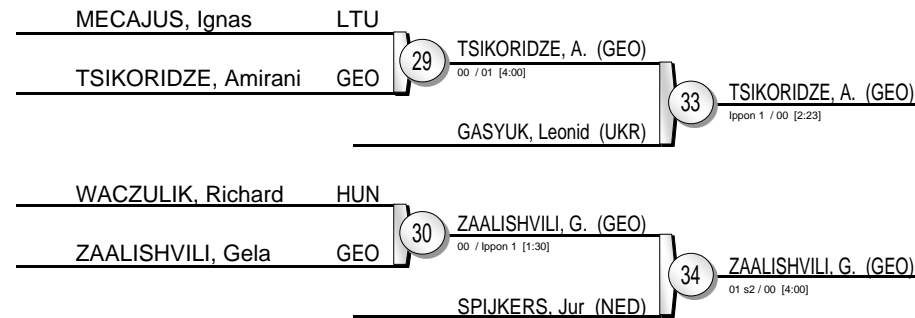 MECAJUS, Ignas LTU
29
TSIKORIDZE, A. (GEO)
00 / 01 [4:00]
TSIKORIDZE, Amirani GEO
33
TSIKORIDZE, A. (GEO)
Ippon 1 / 00 [2:23]
GASYUK, Leonid (UKR)
WACZULIK, Richard HUN
30
ZAALISHVILI, G. (GEO)
00 / Ippon 1 [1:30]
ZAALISHVILI, Gela GEO
34
ZAALISHVILI, G. (GEO)
01 s2 / 00 [4:00]
SPIJKERS, Jur (NED)